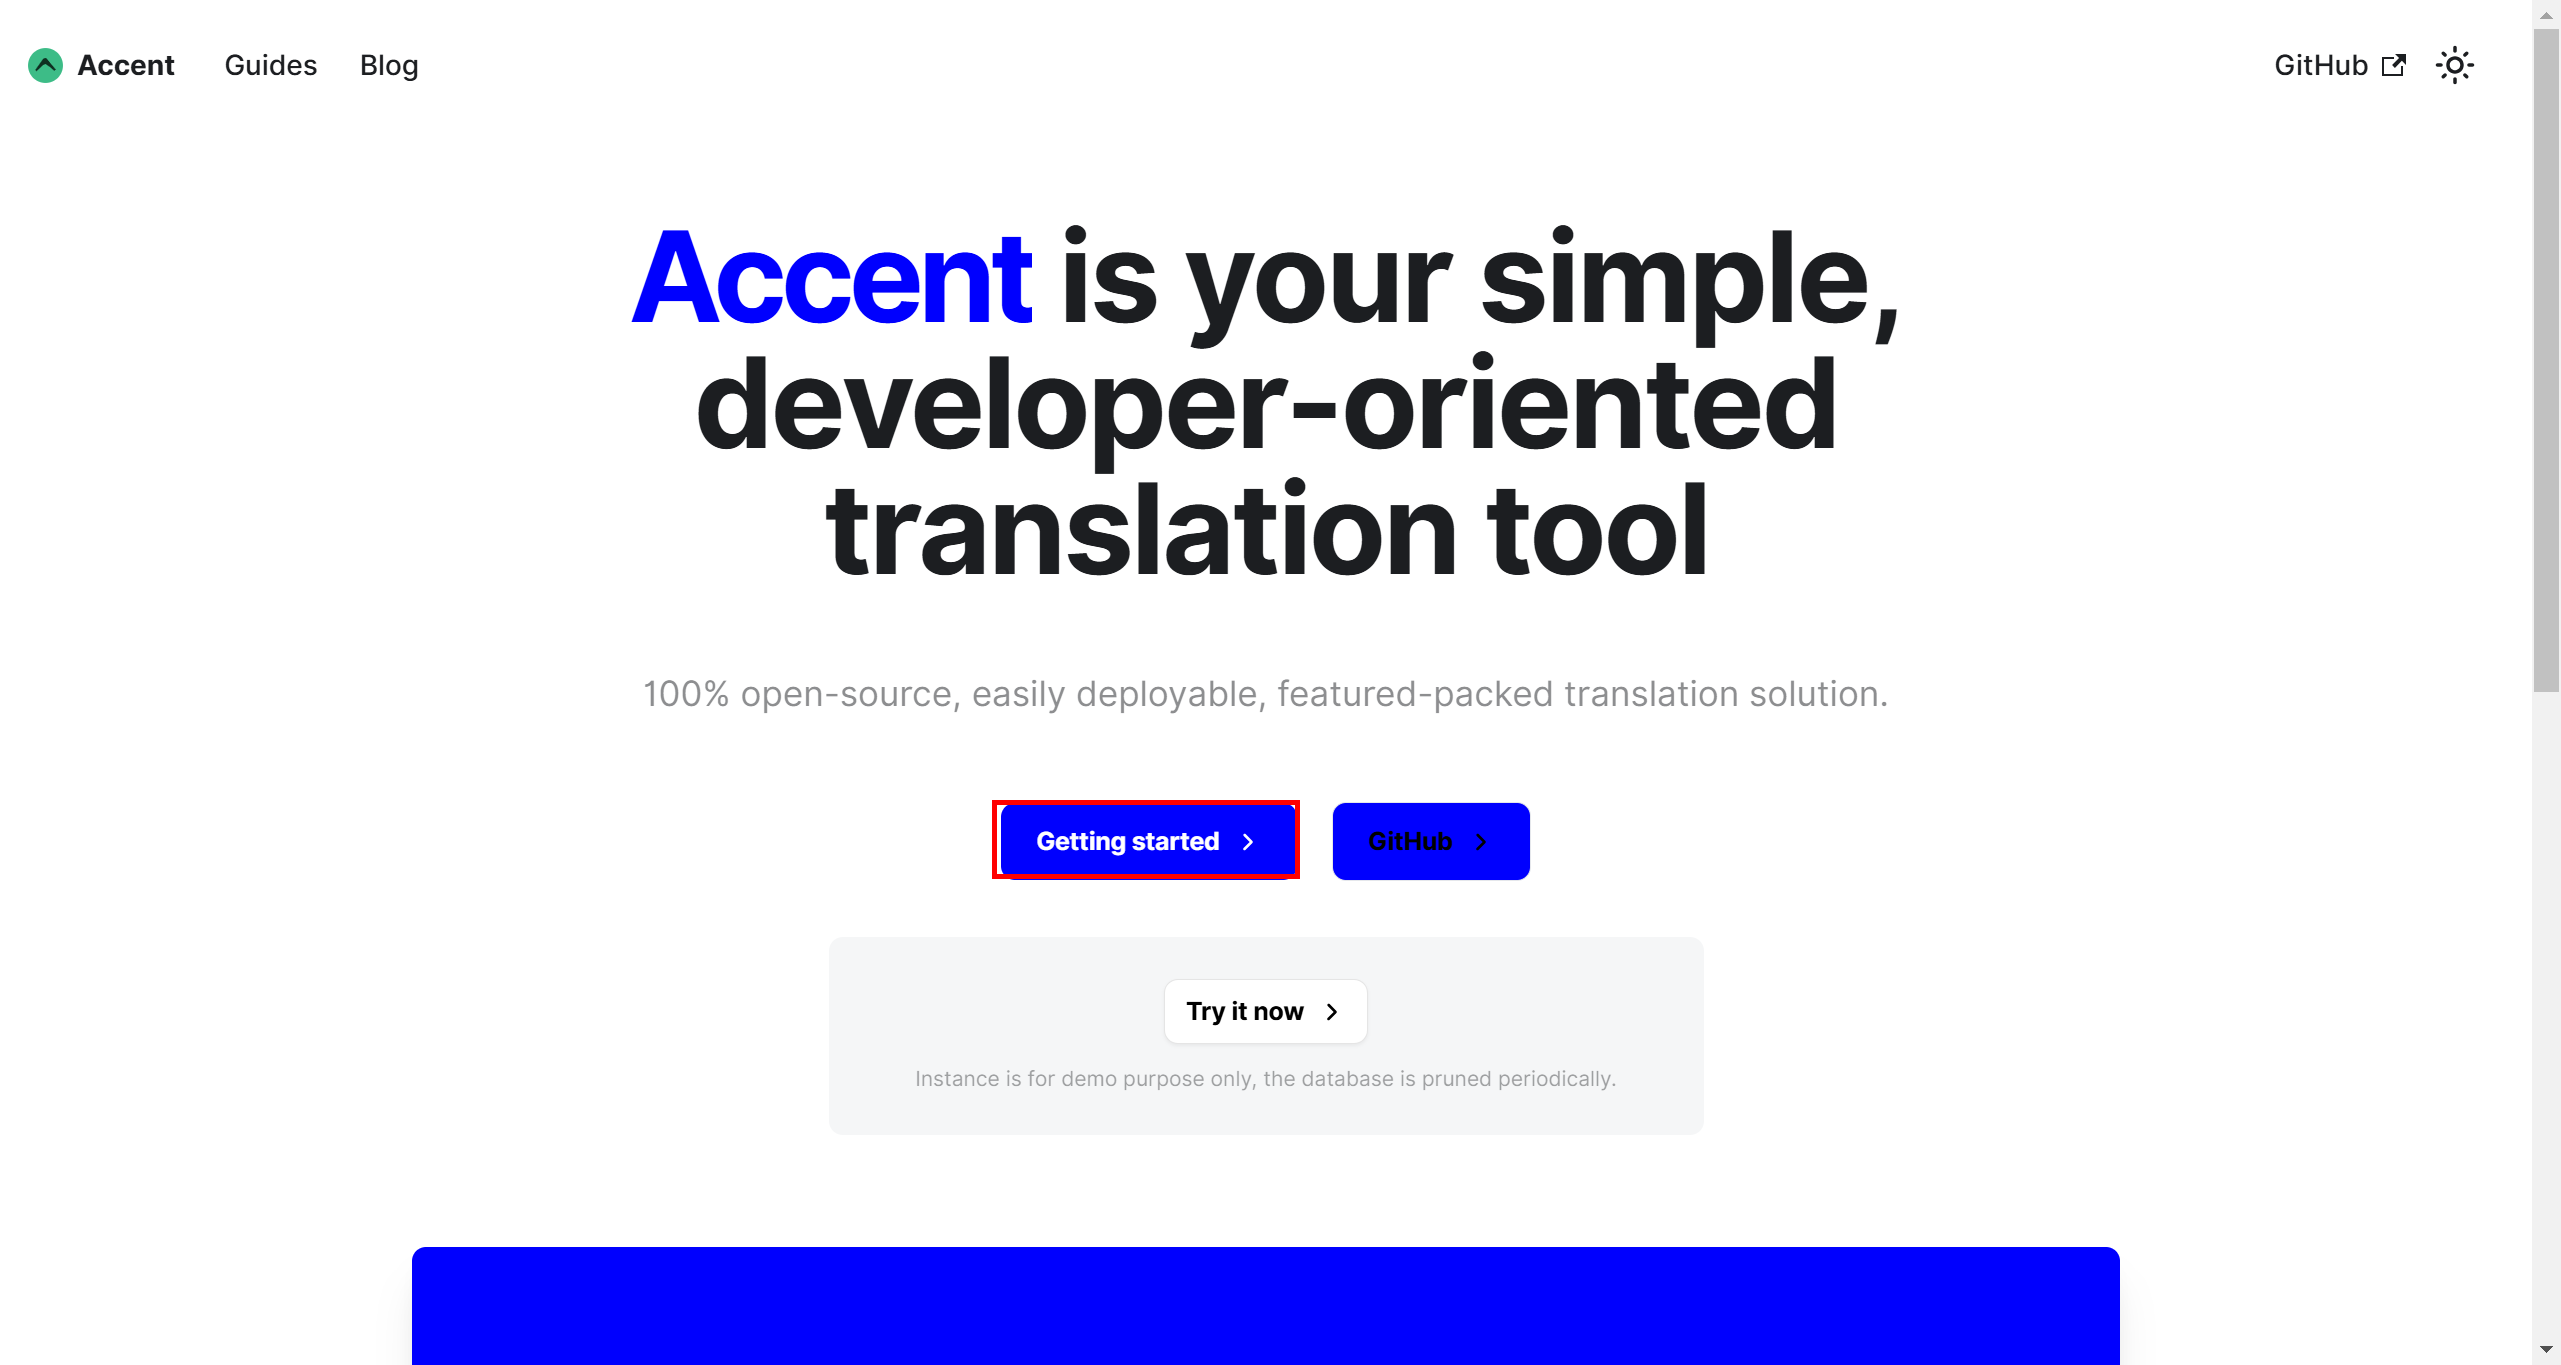 Accent
Guides
Blog
GitHub
Accent is your simple,
developer-oriented
translation tool
100% open-source, easily deployable, featured-packed translation solution.
Getting started
GitHub
Try it now
Instance is for demo purpose only, the database is pruned periodically.